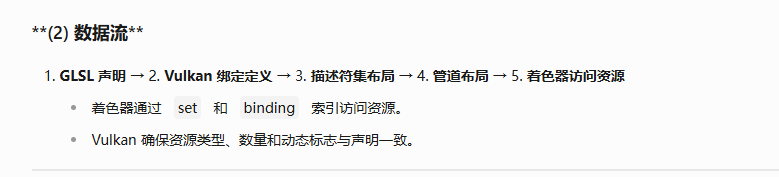 **(2) 数据流**
1. GLSL 声明 → 2. Vulkan 绑定定义 → 3. 描述符集布局 → 4. 管道布局 → 5. 着色器访问资源
• 着色器通过 set 和 binding 索引访问资源。
• Vulkan 确保资源类型、数量和动态标志与声明一致。